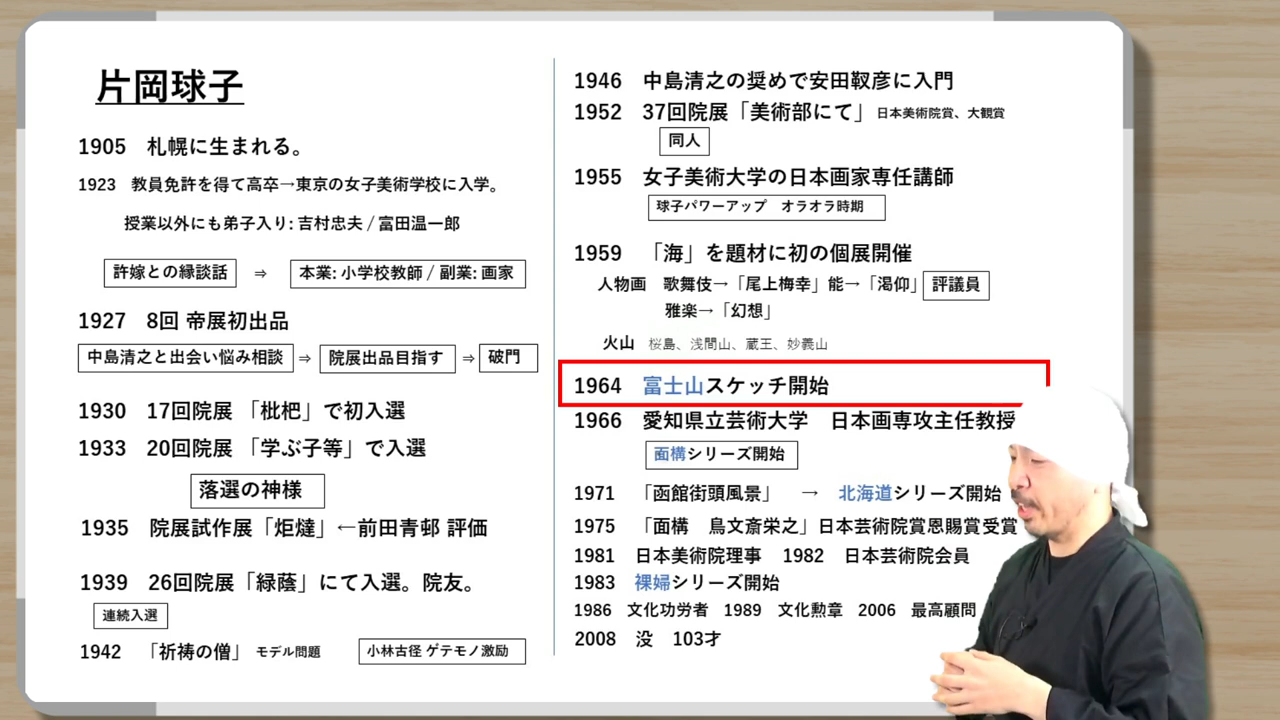 片岡球子
1905 札幌に生まれる。
1923 教員免許を得て高卒→東京の女子美術学校に入学。
授業以外にも弟子入り: 吉村忠夫 / 富田温一郎
許嫁との縁談話 ⇒ 本業: 小学校教師 / 副業: 画家
1927 8回 帝展初出品
中島清之と出会い悩み相談 ⇒ 院展出品目指す ⇒ 破門
1930 17回院展 「枇杷」で初入選
1933 20回院展 「学ぶ子等」で入選
落選の神様
1935 院展試作展「炬燵」←前田青邨 評価
1939 26回院展「緑蔭」にて入選。院友。
連続入選
1942 「祈祷の僧」 モデル問題 小林古径 ゲテモノ激励
1946 中島清之の奨めで安田靫彦に入門
1952 37回院展「美術部にて」 日本美術院賞、大観賞
同人
1955 女子美術大学の日本画家専任講師
球子パワーアップ オラオラ時期
1959 「海」を題材に初の個展開催
人物画 歌舞伎→「尾上梅幸」能→「渇仰」 評議員
雅楽→「幻想」
火山 桜島、浅間山、蔵王、妙義山
1964 富士山スケッチ開始
1966 愛知県立芸術大学 日本画専攻主任教授
面構シリーズ開始
1971 「函館街頭風景」 → 北海道シリーズ開始
1975 「面構 鳥文斎栄之」日本芸術院賞恩賜賞受賞
1981 日本美術院理事 1982 日本芸術院会員
1983 裸婦シリーズ開始
1986 文化功労者 1989 文化勲章 2006 最高顧問
2008 没 103才